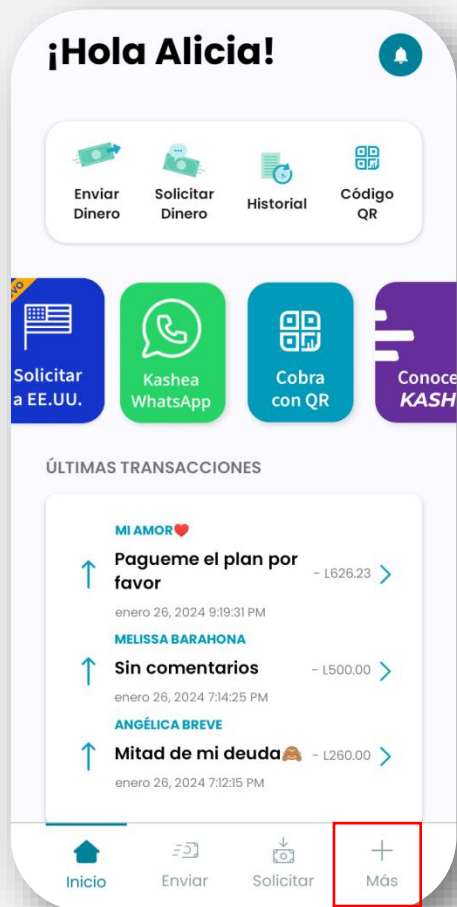 ¡Hola Alicia!
Enviar
Dinero
Solicitar
Dinero
Historial
Código
QR
Solicitar
a EE.UU.
Kashea
WhatsApp
Cobra
con QR
Conoce
KASH
ÚLTIMAS TRANSACCIONES
MI AMOR❤️
Pagueme el plan por
favor
- L626.23
enero 26, 2024 9:19:31 PM
MELISSA BARAHONA
Sin comentarios
- L500.00
enero 26, 2024 7:14:25 PM
ANGÉLICA BREVE
Mitad de mi deuda🙈
- L260.00
enero 26, 2024 7:12:15 PM
Inicio
Enviar
Solicitar
Más